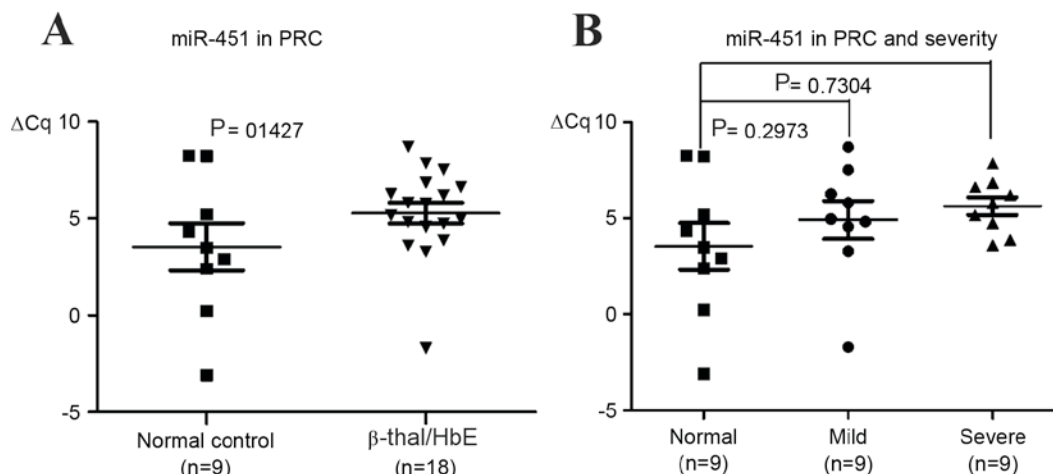 A
miR-451 in PRC
ΔCq 10
5
0
-5
P= 01427
Normal control
(n=9)
β-thal/HbE
(n=18)
B
miR-451 in PRC and severity
P= 0.7304
P= 0.2973
ΔCq 10
5
0
-5
Normal
(n=9)
Mild
(n=9)
Severe
(n=9)